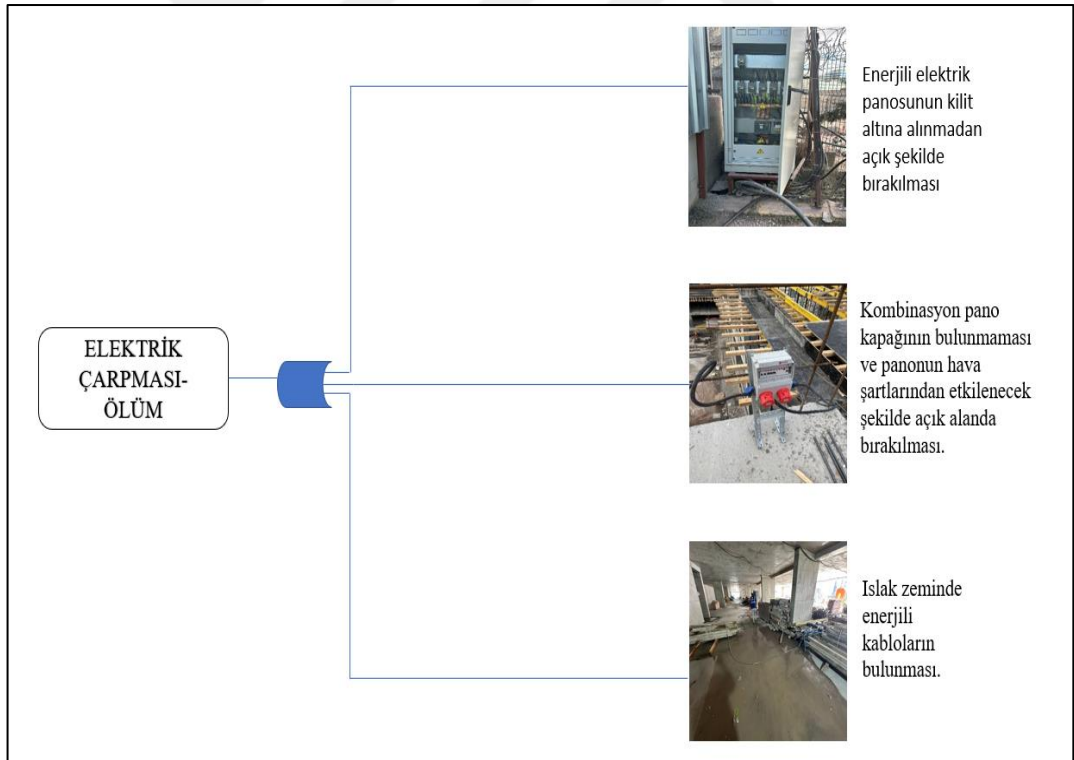 Enerjili elektrik
panosunun kilit
altına alınmadan
açık şekilde
bırakılması
Kombinasyon pano
kapağının bulunmaması
ve panonun hava
şartlarından etkilenecek
şekilde açık alanda
bırakılması.
ELEKTRİK
ÇARPMASI-
ÖLÜM
Islak zeminde
enerjili
kabloların
bulunması.